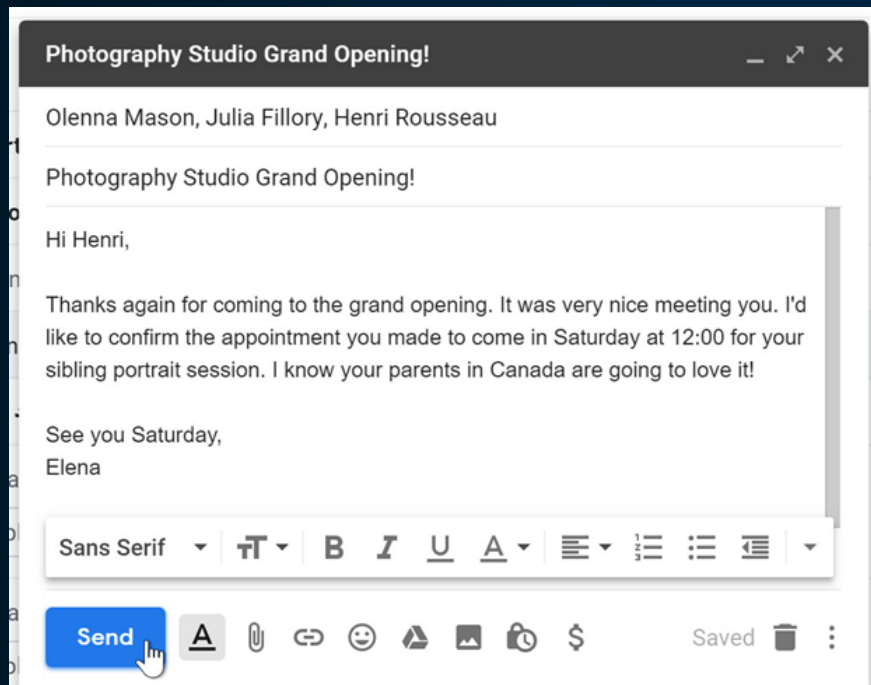 Photography Studio Grand Opening!
Olenna Mason, Julia Fillory, Henri Rousseau
Photography Studio Grand Opening!
Hi Henri,
Thanks again for coming to the grand opening. It was very nice meeting you. I'd
like to confirm the appointment you made to come in Saturday at 12:00 for your
sibling portrait session. I know your parents in Canada are going to love it!
See you Saturday,
Elena
Sans Serif
Send
Saved